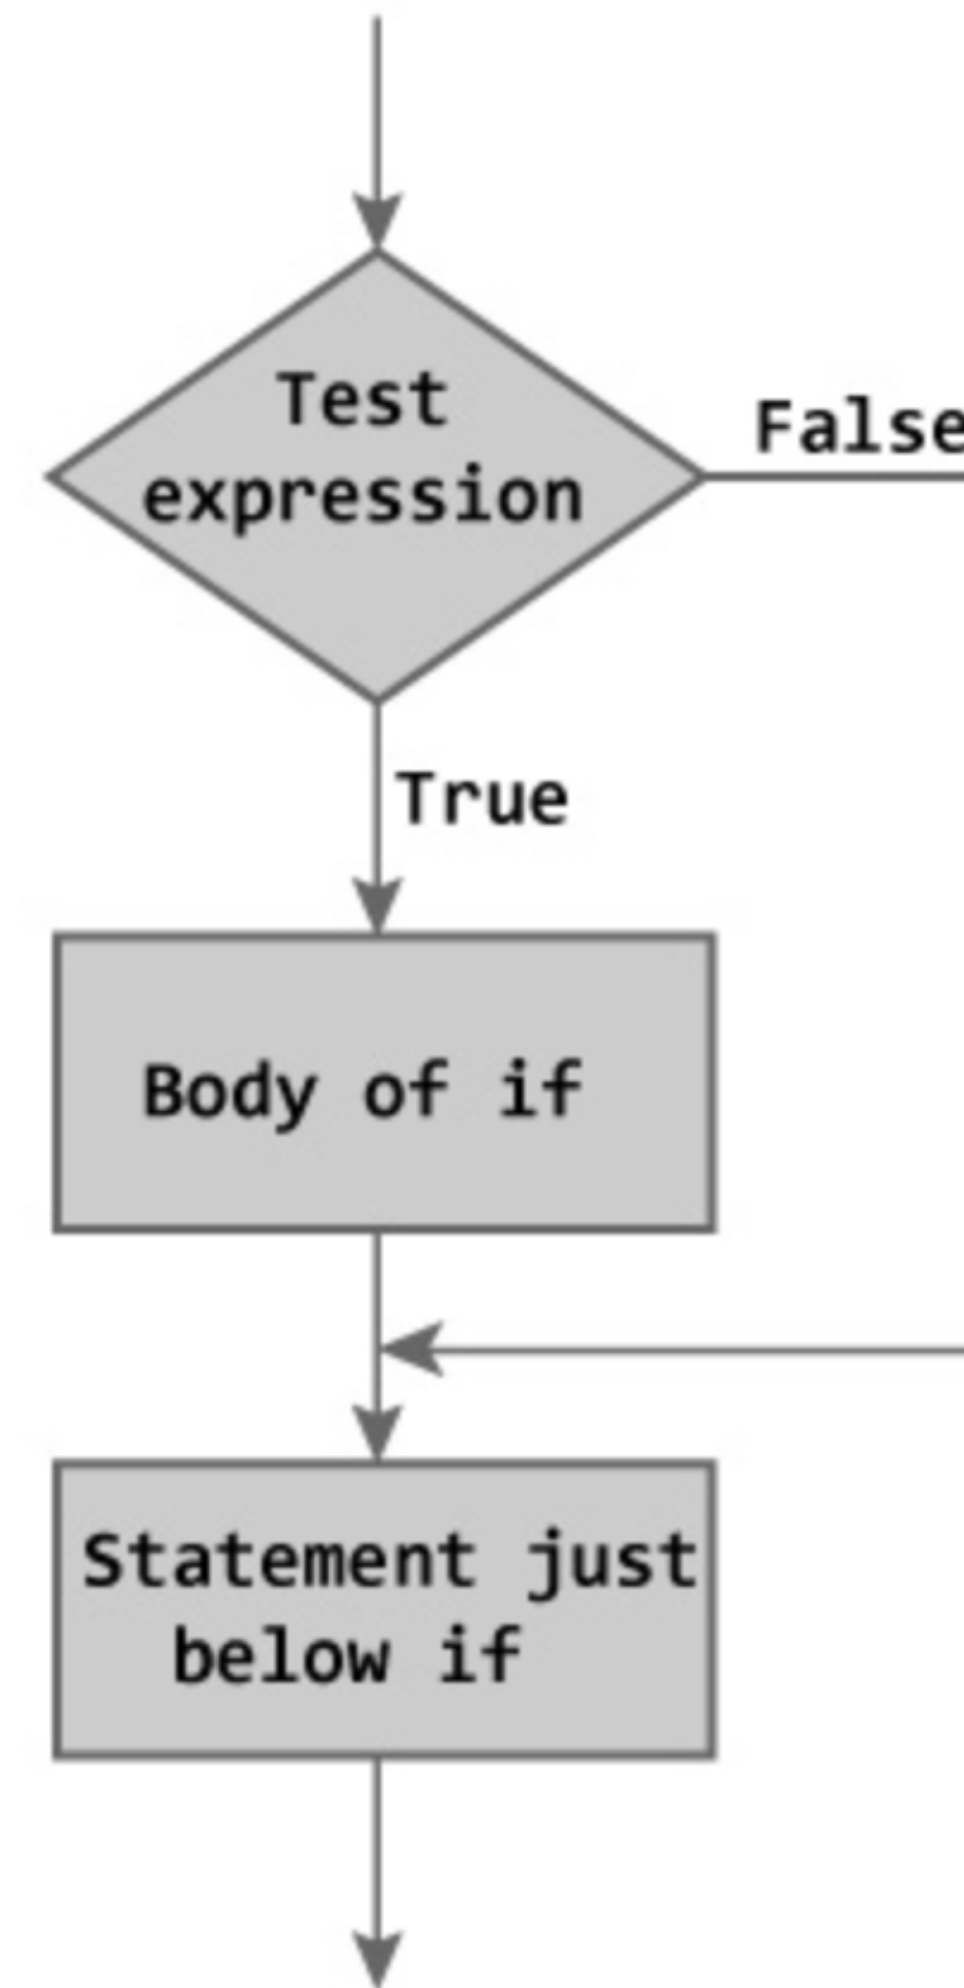 Test
expression
False
True
Body of if
Statement just
below if